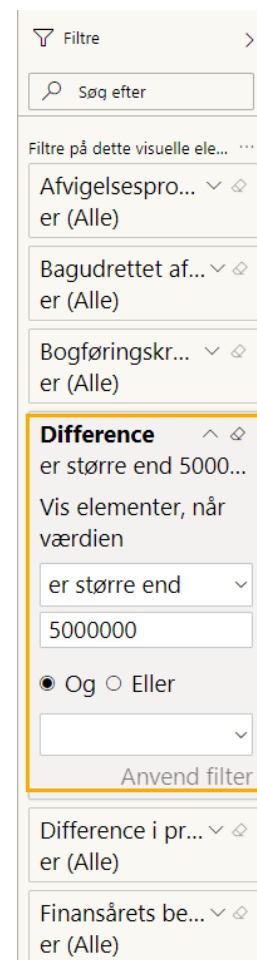 Filtre
Søg efter
Filtre på dette visuelle ele... ...
Afvigelsespro...
er (Alle)
Bagudrettet af...
er (Alle)
Bogføringskr...
er (Alle)
Difference
er større end 5000...
Vis elementer, når
værdien
er større end
5000000
Og Eller
Anvend filter
Difference i pr...
er (Alle)
Finansårets be...
er (Alle)